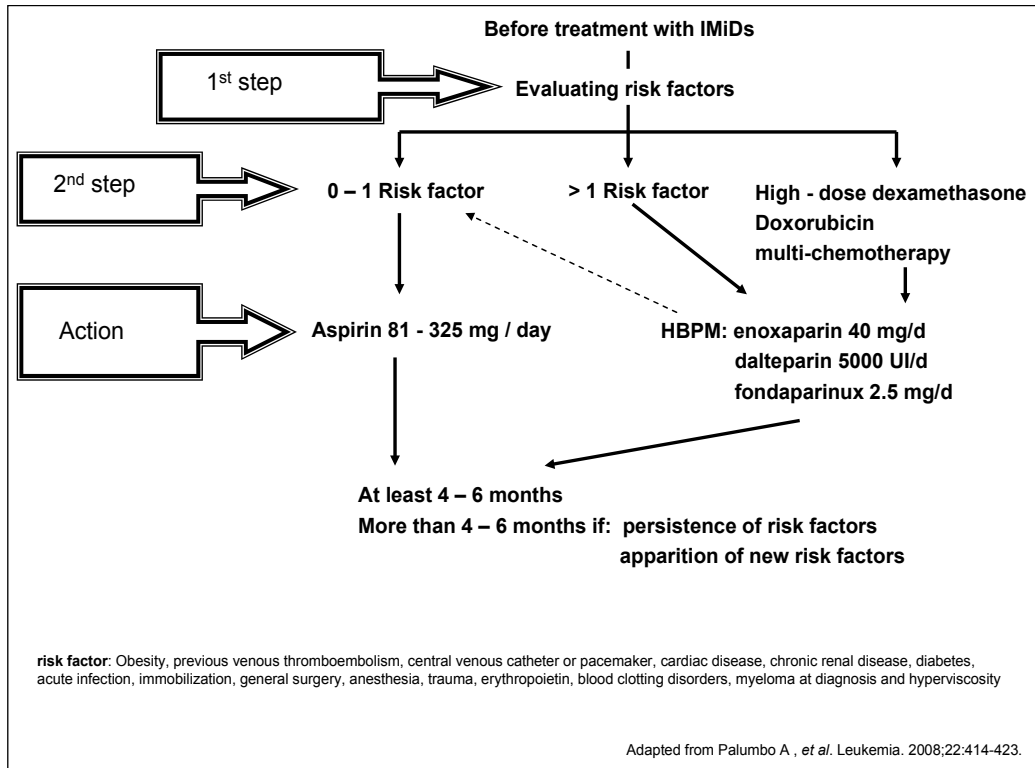 Before treatment with IMiDs
1st step
Evaluating risk factors
2nd step
0 – 1 Risk factor
> 1 Risk factor
High - dose dexamethasone
Doxorubicin
multi-chemotherapy
Action
Aspirin 81 - 325 mg / day
HBPM: enoxaparin 40 mg/d
dalteparin 5000 UI/d
fondaparinux 2.5 mg/d
At least 4 – 6 months
More than 4 – 6 months if: persistence of risk factors
apparition of new risk factors
risk factor: Obesity, previous venous thromboembolism, central venous catheter or pacemaker, cardiac disease, chronic renal disease, diabetes,
acute infection, immobilization, general surgery, anesthesia, trauma, erythropoietin, blood clotting disorders, myeloma at diagnosis and hyperviscosity
Adapted from Palumbo A , et al. Leukemia. 2008;22:414-423.